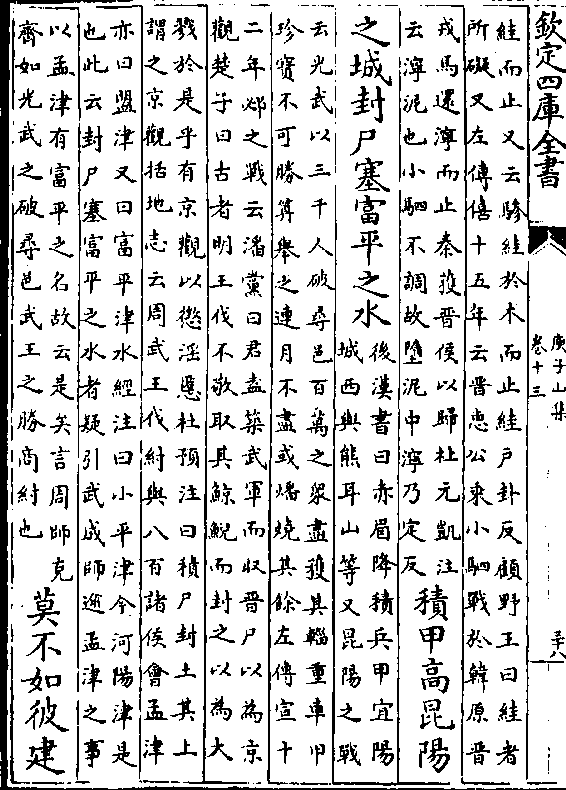 欽定四庫全書
庚子山集
卷十三
三十八
絓而止又云驂絓於木而止絓戶卦反顧野王曰絓者
所礙又左傳僖十五年云晉惠公乘小駟戰於韓原晉
戎馬還濘而止秦獲晉侯以歸杜元凱注
云濘泥也小駟不調故墮泥中濘乃定反
積甲高昆陽
之城封尸塞富平之水
後漢書曰赤眉降積兵甲宜陽
城西與熊耳山等又昆陽之戰
云光武以三千人破尋邑百萬之衆盡獲其輜重車甲
珍寶不可勝算舉之連月不盡或燔燒其餘左傳宣十
二年邲之戰云潘黨曰君盍築武軍而収晉尸以為京
觀楚子曰古者明王伐不敬取其鯨鯢而封之以為大
戮於是乎有京觀以懲淫慝杜預注曰積尸封土其上
謂之京觀括地志云周武王伐紂與八百諸侯會孟津
亦曰盟津又曰富平津水經注曰小平津今河陽津是
也此云封尸塞富平之水者疑引武成師逾孟津之事
以孟津有富平之名故云是矣言周師克
齊如光武之破尋邑武王之勝商紂也
莫不如彼建